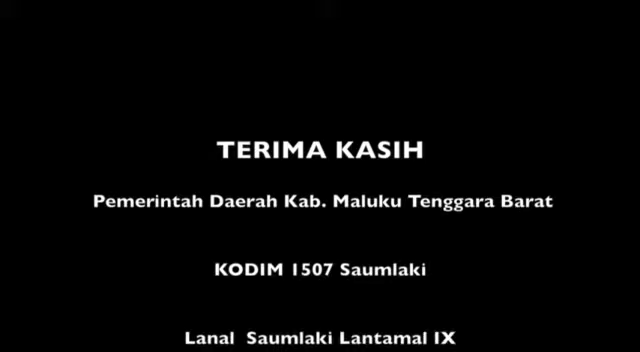 TERIMA KASIH
Pemerintah Daerah Kab. Maluku Tenggara Barat
KODIM 1507 Saumlaki
Lanal Saumlaki Lantamal IX